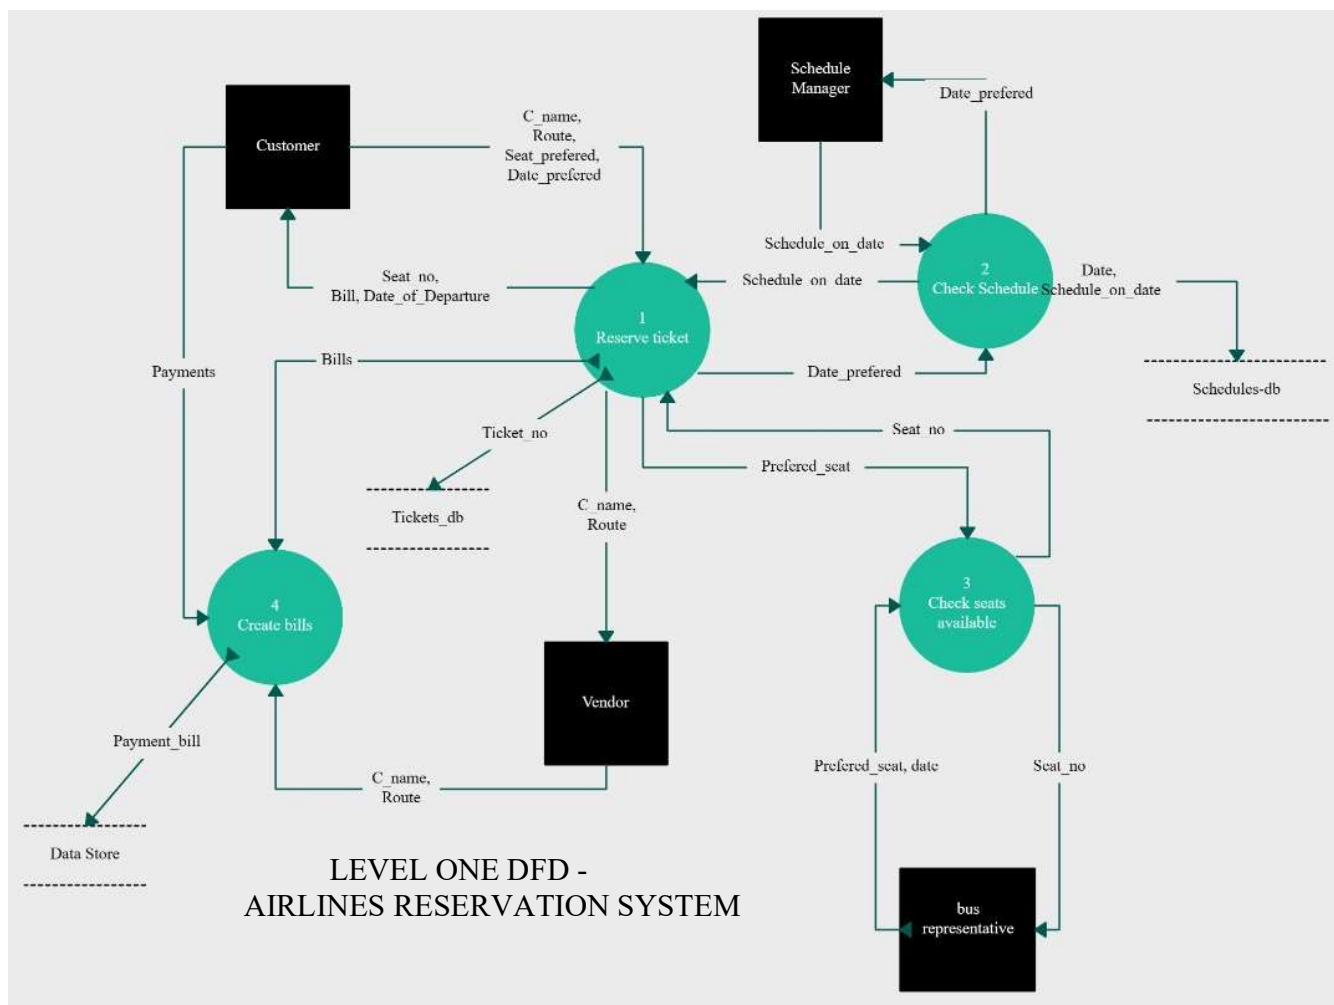 Schedule
Manager
Date_prefered
Customer
C_name,
Route,
Seat_prefered,
Date_prefered
Schedule_on_date
Seat_no,
Bill, Date_of_Departure
Schedule_on_date
2
Check Schedule
Date,
Schedule_on_date
1
Reserve ticket
Payments
Bills
Date_prefered
Schedules-db
Ticket_no
Seat_no
Prefered_seat
Tickets_db
C_name,
Route
3
Check seats
available
4
Create bills
Vendor
Payment_bill
C_name,
Route
Prefered_seat, date
Seat_no
Data Store
LEVEL ONE DFD -
AIRLINES RESERVATION SYSTEM
bus
representative